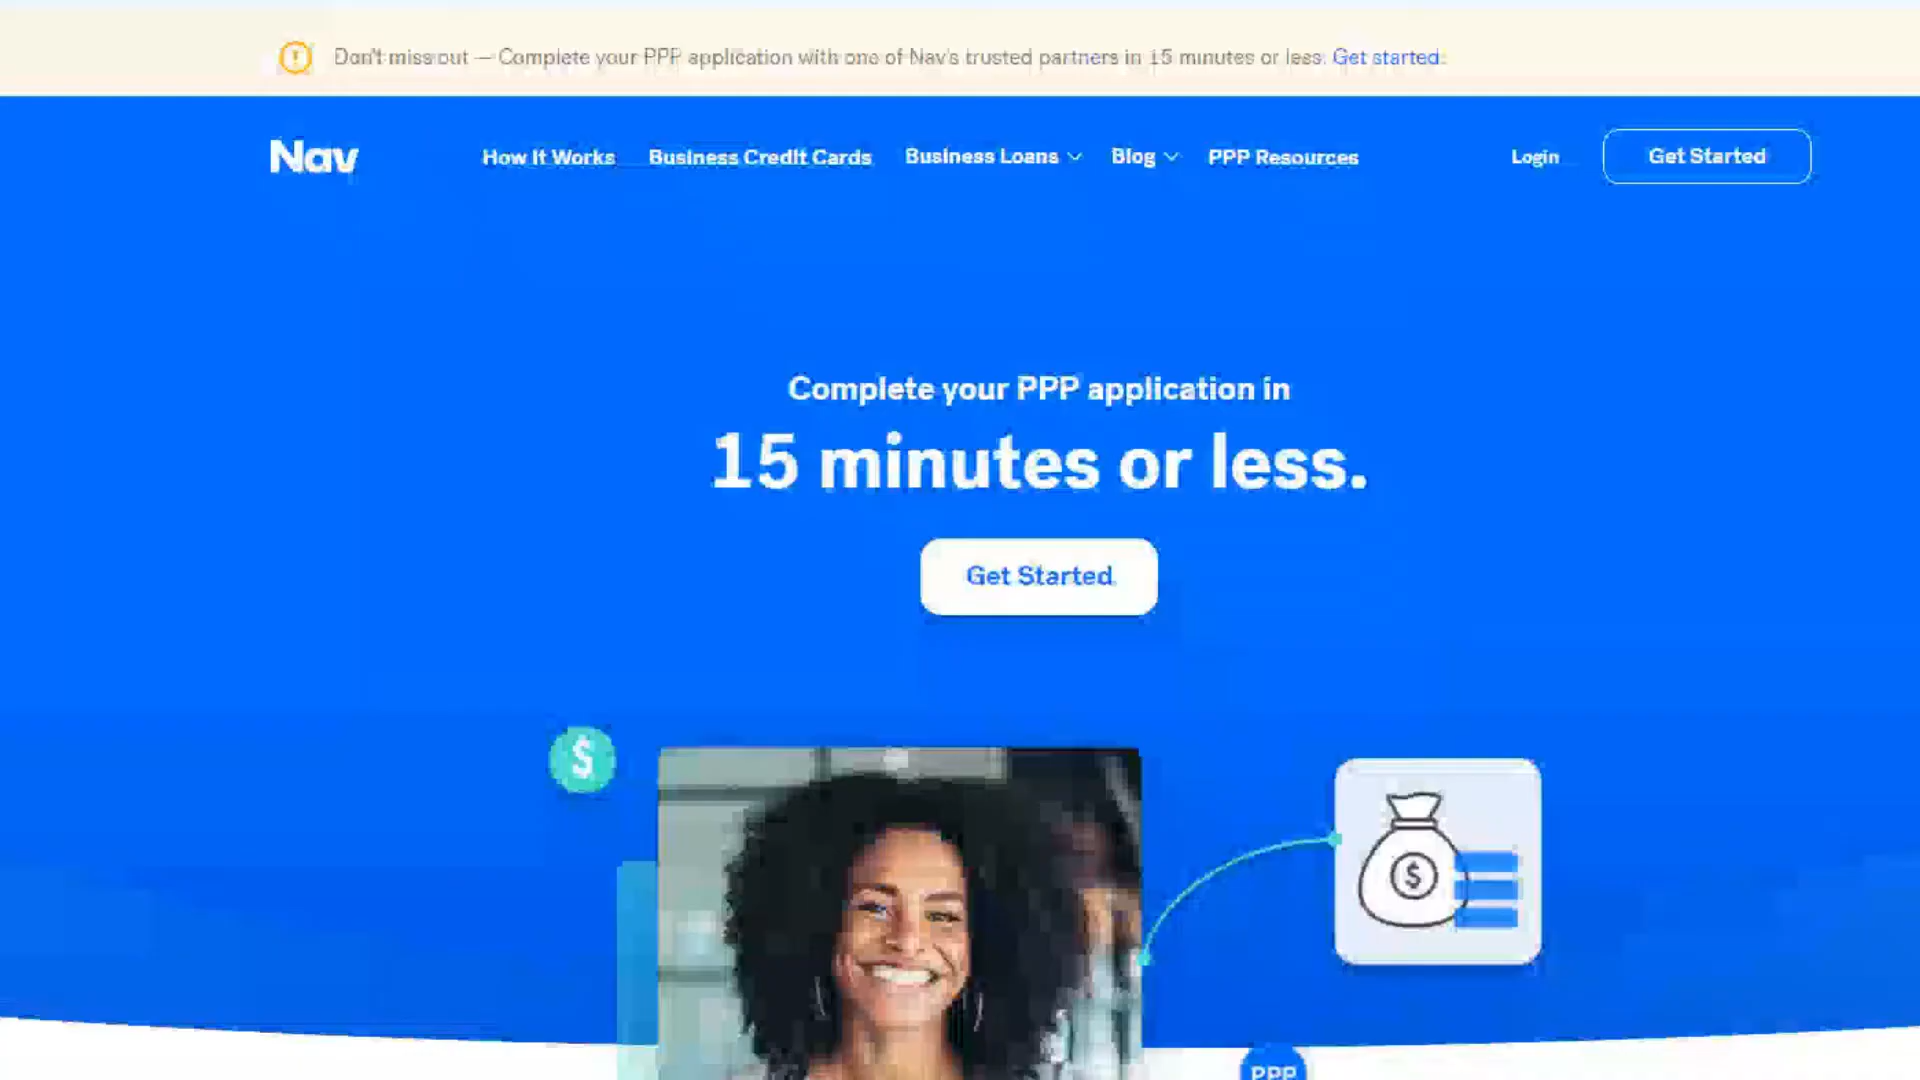 Don't miss out — Complete your PPP application with one of Nav's trusted partners in 15 minutes or less. Get started.
Nav How It Works Business Credit Cards Business Loans Blog PPP Resources Login Get Started
Complete your PPP application in
15 minutes or less.
Get Started
$
$
PPP